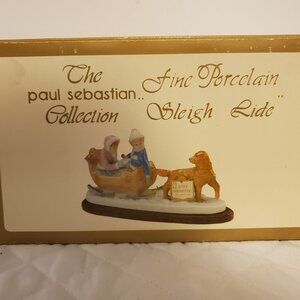 The
paul sebastian..
Collection
Fine Porcelain
"Sleigh Lide"